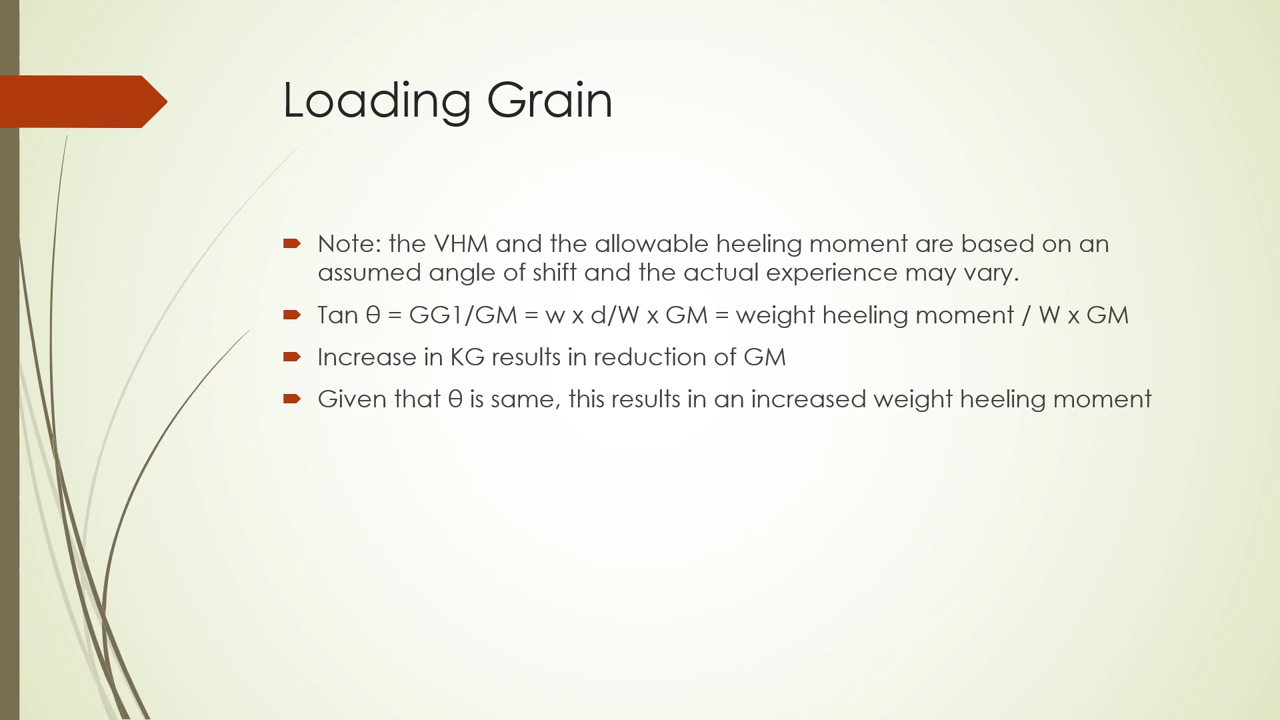 Loading Grain
Note: the VHM and the allowable heeling moment are based on an
assumed angle of shift and the actual experience may vary.
Tan θ = GG1/GM = w x d/W x GM = weight heeling moment / W x GM
Increase in KG results in reduction of GM
Given that θ is same, this results in an increased weight heeling moment